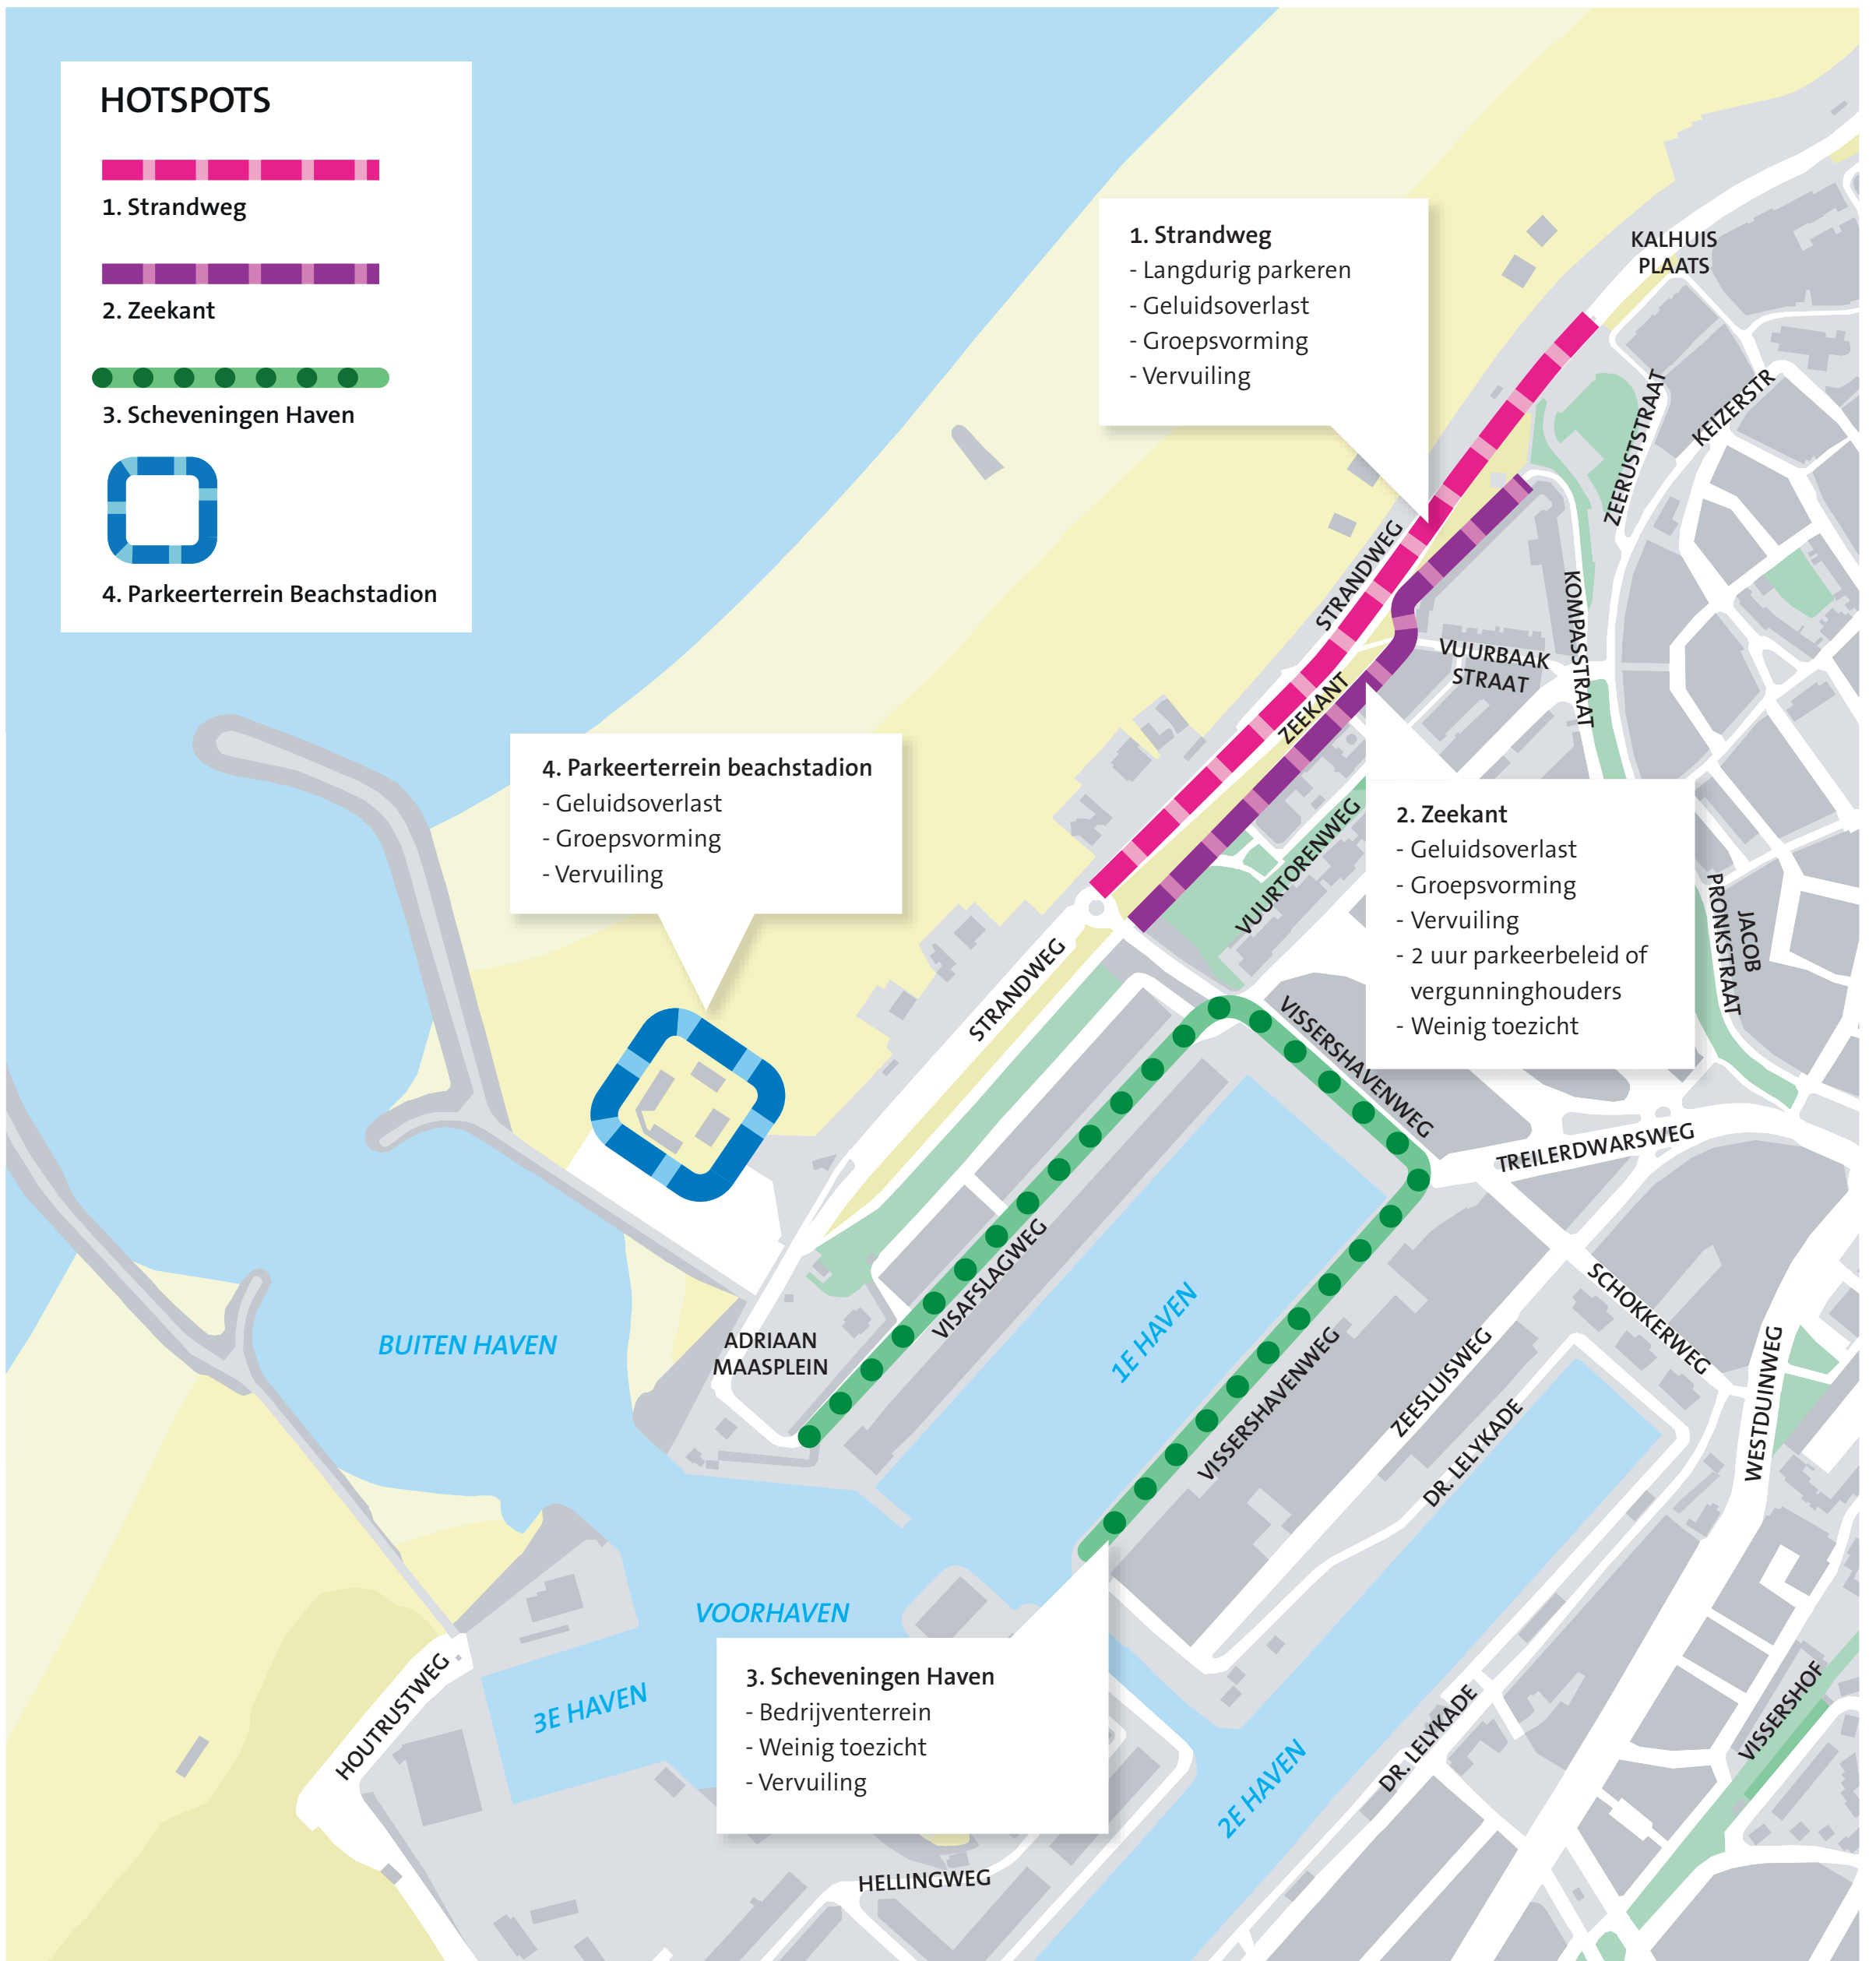 HOTSPOTS
1. Strandweg
2. Zeekant
3. Scheveningen Haven
4. Parkeerterrein Beachstadion
1. Strandweg
- Langdurig parkeren
- Geluidsoverlast
- Groepsvorming
- Vervuiling
KALHUIS
PLAATS
KEIZERSTR
ZEERUSTSTRAAT
STRANDWEG
KOMPASSTRAAT
VUURBAAK
STRAAT
ZEEKANT
4. Parkeerterrein beachstadion
- Geluidsoverlast
- Groepsvorming
- Vervuiling
2. Zeekant
- Geluidsoverlast
- Groepsvorming
- Vervuiling
- 2 uur parkeerbeleid of
vergunninghouders
- Weinig toezicht
VUURTORENWEG
JACOB
PRONKSTRAAT
STRANDWEG
VISSERSHAVENWEG
TREILERDWARSWEG
VISAFSLAGWEG
1E HAVEN
SCHOKKERWEG
BUITEN HAVEN
ADRIAAN
MAASPLEIN
VISSERSHAVENWEG
ZEESLUISWEG
DR. LELYKADE
WESTDUINWEG
VOORHAVEN
3. Scheveningen Haven
- Bedrijventerrein
- Weinig toezicht
- Vervuiling
HOUTRUSTWEG
3E HAVEN
2E HAVEN
DR. LELYKADE
VISSERSHOF
HELLINGWEG